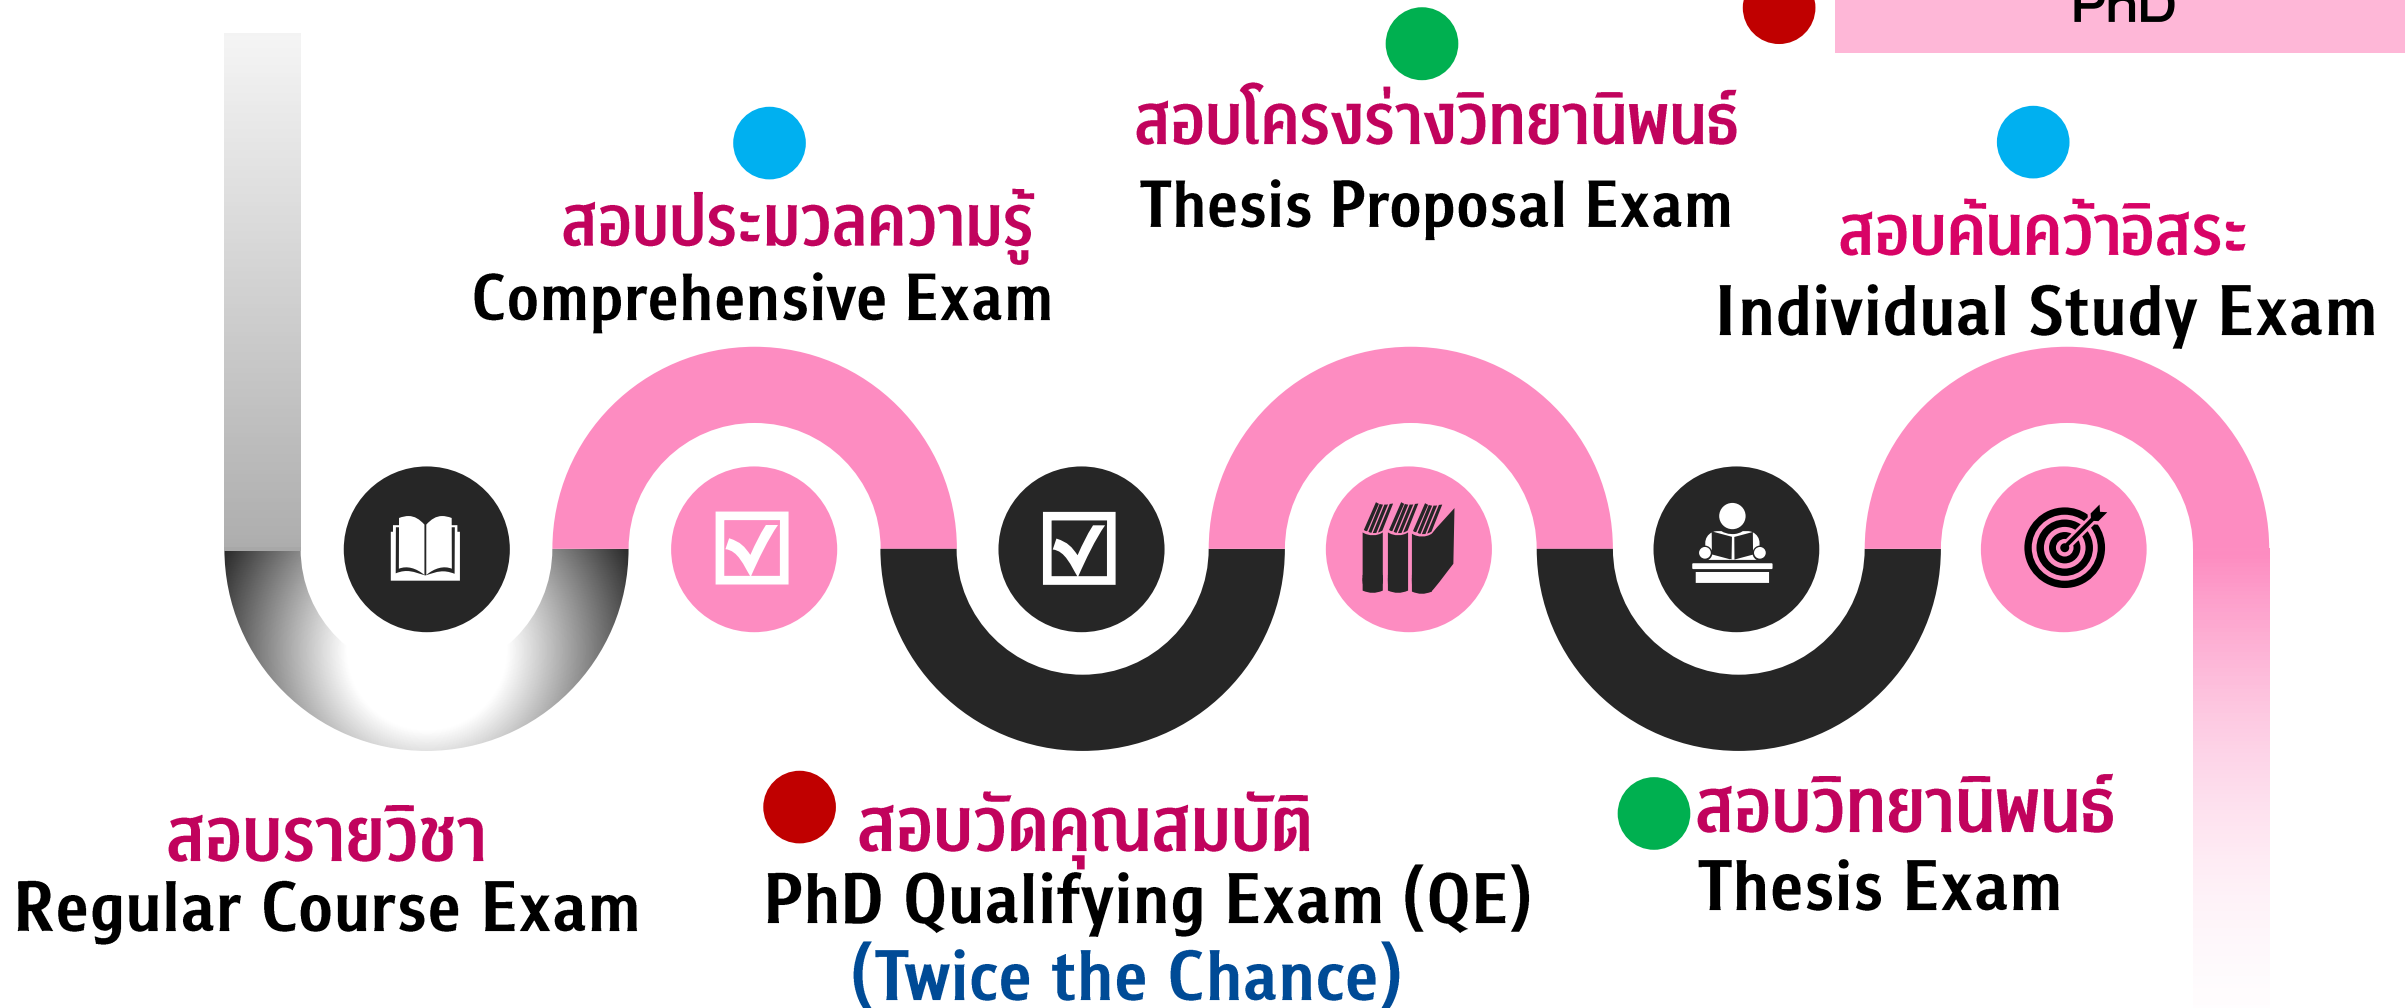 PhD
สอบโครงร่างวิทยานิพนธ์
Thesis Proposal Exam
สอบประมวลความรู้
Comprehensive Exam
สอบค้นคว้าอิสระ
Individual Study Exam
สอบรายวิชา
Regular Course Exam
สอบวัดคุณสมบัติ
PhD Qualifying Exam (QE)
(Twice the Chance)
สอบวิทยานิพนธ์
Thesis Exam